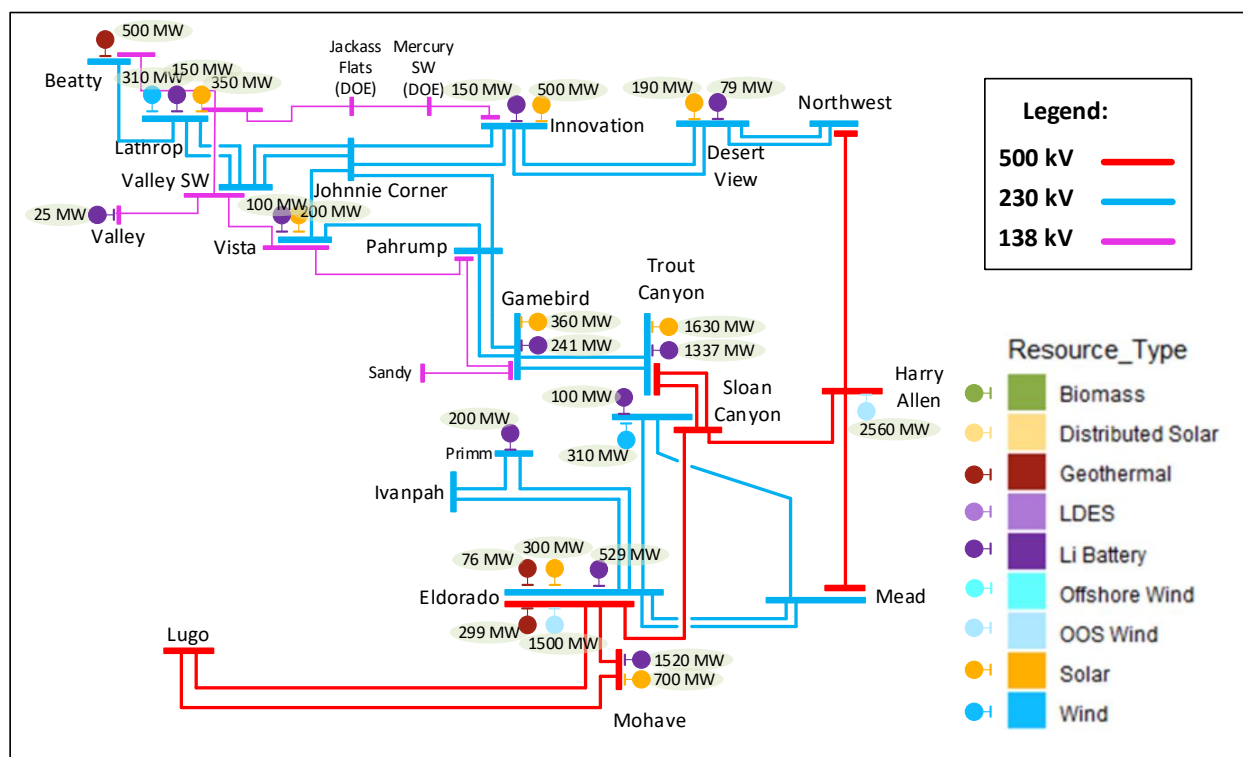 500 MW
Beatty
310 MW
150 MW
350 MW
Lathrop
Jackass
Flats
(DOE)
Mercury
SW
(DOE)
150 MW
500 MW
Innovation
190 MW
79 MW
Desert
View
Northwest
Valley SW
Johnnie Corner
25 MW
Valley
100 MW
200 MW
Vista
Pahrump
Gamebird
360 MW
241 MW
Trout
Canyon
1630 MW
1337 MW
Sandy
Sloan
Canyon
100 MW
310 MW
Harry
Allen
2560 MW
200 MW
Primm
Ivanpah
76 MW
300 MW
529 MW
Eldorado
299 MW
1500 MW
Mead
Lugo
1520 MW
700 MW
Mohave
Legend:
500 kV
230 kV
138 kV
Resource_Type
Biomass
Distributed Solar
Geothermal
LDES
Li Battery
Offshore Wind
OOS Wind
Solar
Wind